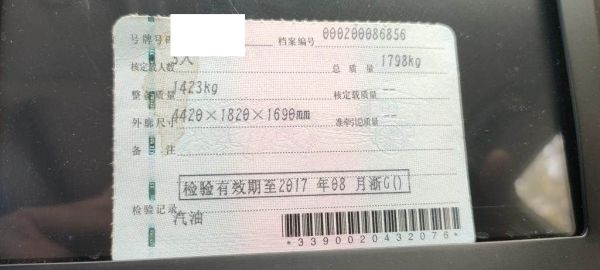 号牌号码 档案编号 000200086856
核定载人数 5人 总质量 1798kg
整备质量 1423kg 核定载质量 --
外廓尺寸 4420×1820×1690mm 准牵引总质量 --
备注
检验有效期至2017 年08 月浙G()
检验记录
汽油
*3390020432076*